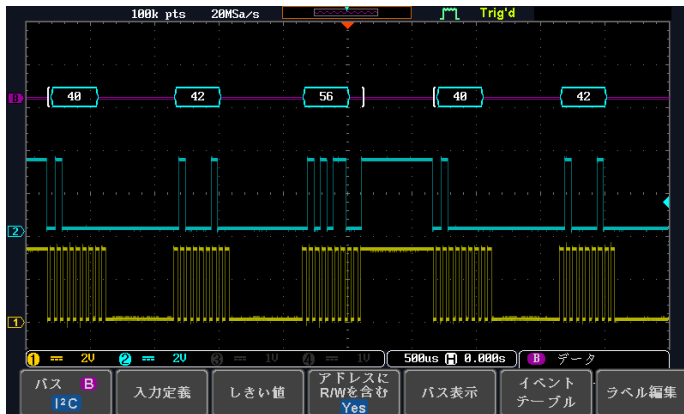 100k pts 20MSa/s Trig'd
B 40 42 56 40 42
2
1
1 2V 2 2V 3 1V 4 1V 500us H 0.000s B データ
バス B
I²C
入力定義
しきい値
アドレスに
R/Wを含む
Yes
バス表示
イベント
テーブル
ラベル編集